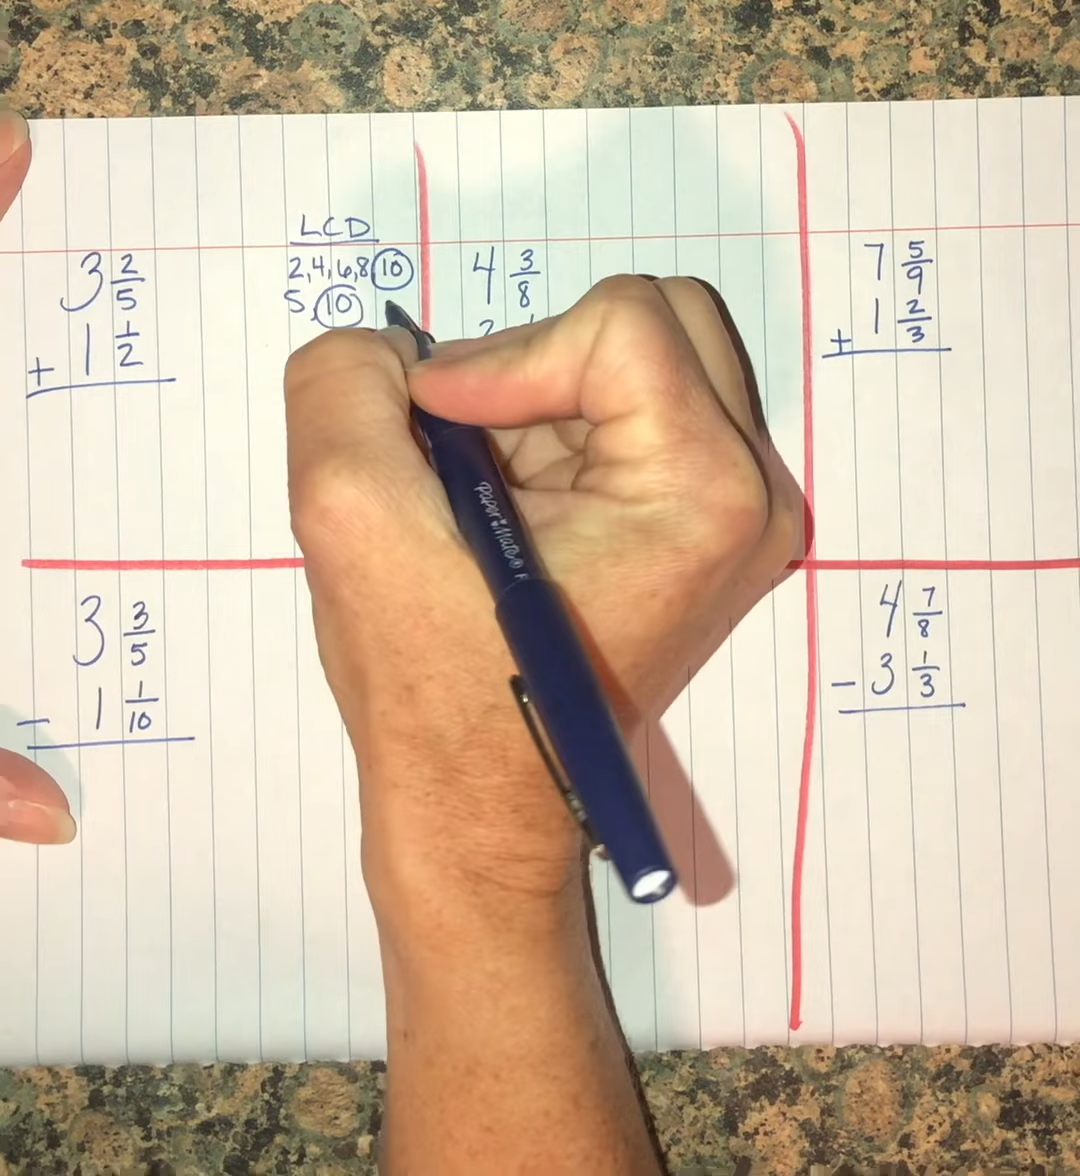 LCD
2,4,6,8 10
5, 10
3 2/5
+ 1 1/2
4 3/8
7 5/9
+ 1 2/3
3 3/5
- 1 1/10
4 7/8
- 3 1/3
Paper Mate